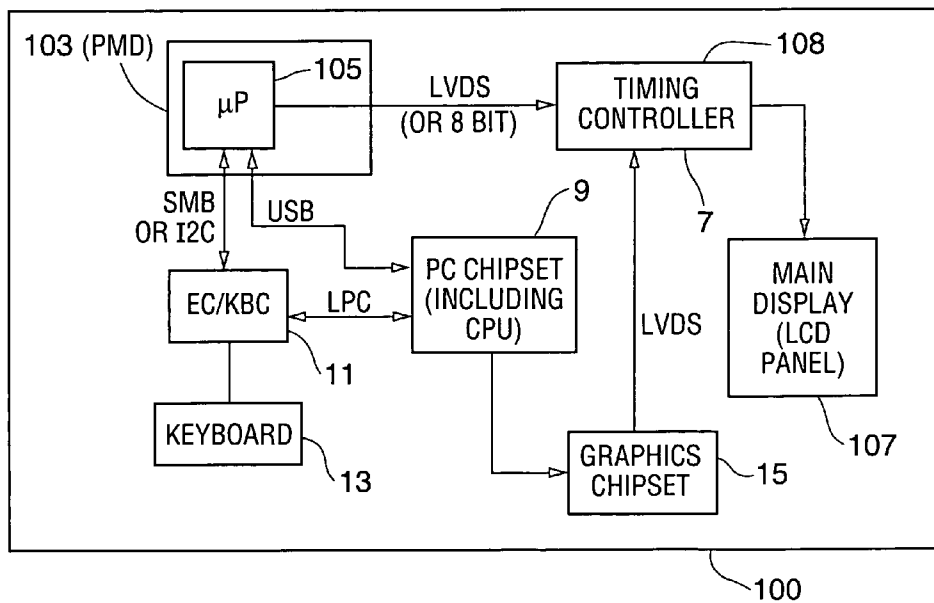 103 (PMD)
105
µP
LVDS
(OR 8 BIT)
108
TIMING
CONTROLLER
7
SMB
OR I2C
USB
9
PC CHIPSET
(INCLUDING
CPU)
EC/KBC
LPC
11
LVDS
MAIN
DISPLAY
(LCD
PANEL)
107
KEYBOARD
13
GRAPHICS
CHIPSET
15
100